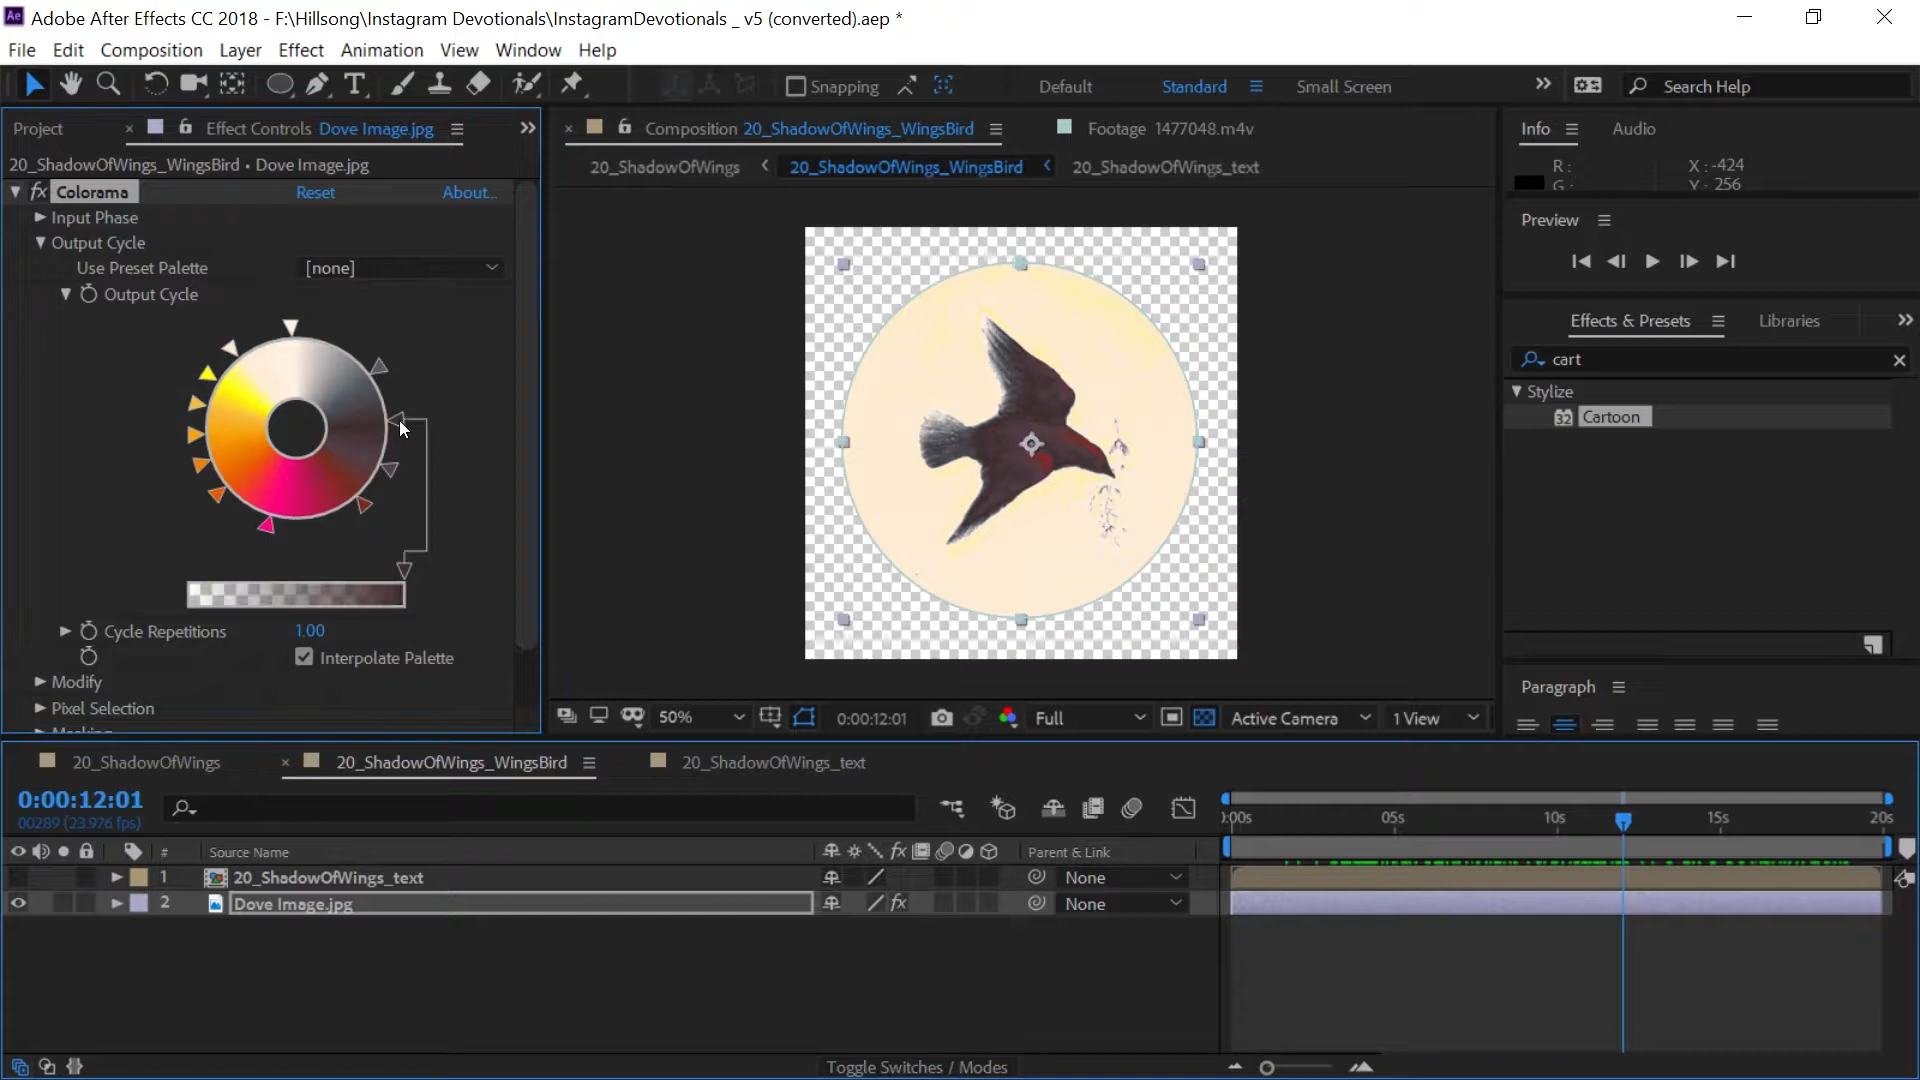 Adobe After Effects CC 2018 - F:\Hillsong\Instagram Devotionals\InstagramDevotionals _ v5 (converted).aep *
File Edit Composition Layer Effect Animation View Window Help
Snapping Default Standard Small Screen Search Help
Project Effect Controls Dove Image.jpg Composition 20_ShadowOfWings_WingsBird Footage 1477048.m4v Info Audio
20_ShadowOfWings_WingsBird • Dove Image.jpg 20_ShadowOfWings 20_ShadowOfWings_WingsBird 20_ShadowOfWings_text
R: X: -424
G: Y: 256
fx Colorama Reset About...
Input Phase
Output Cycle
Use Preset Palette [none]
Output Cycle
Cycle Repetitions 1.00
Interpolate Palette
Modify
Pixel Selection
Preview
Effects & Presets Libraries
cart
Stylize
32 Cartoon
Paragraph
50% 0:00:12:01 Full Active Camera 1 View
20_ShadowOfWings 20_ShadowOfWings_WingsBird 20_ShadowOfWings_text
0:00:12:01
00289 (23.976 fps)
):00s 05s 10s 15s 20s
# Source Name fx Parent & Link
1 20_ShadowOfWings_text None
2 Dove Image.jpg fx None
Toggle Switches / Modes